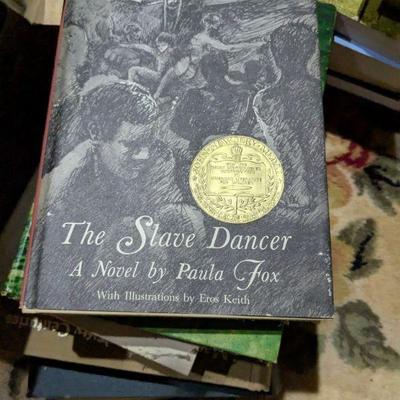 The Slave Dancer
A Novel by Paula Fox
With Illustrations by Eros Keith